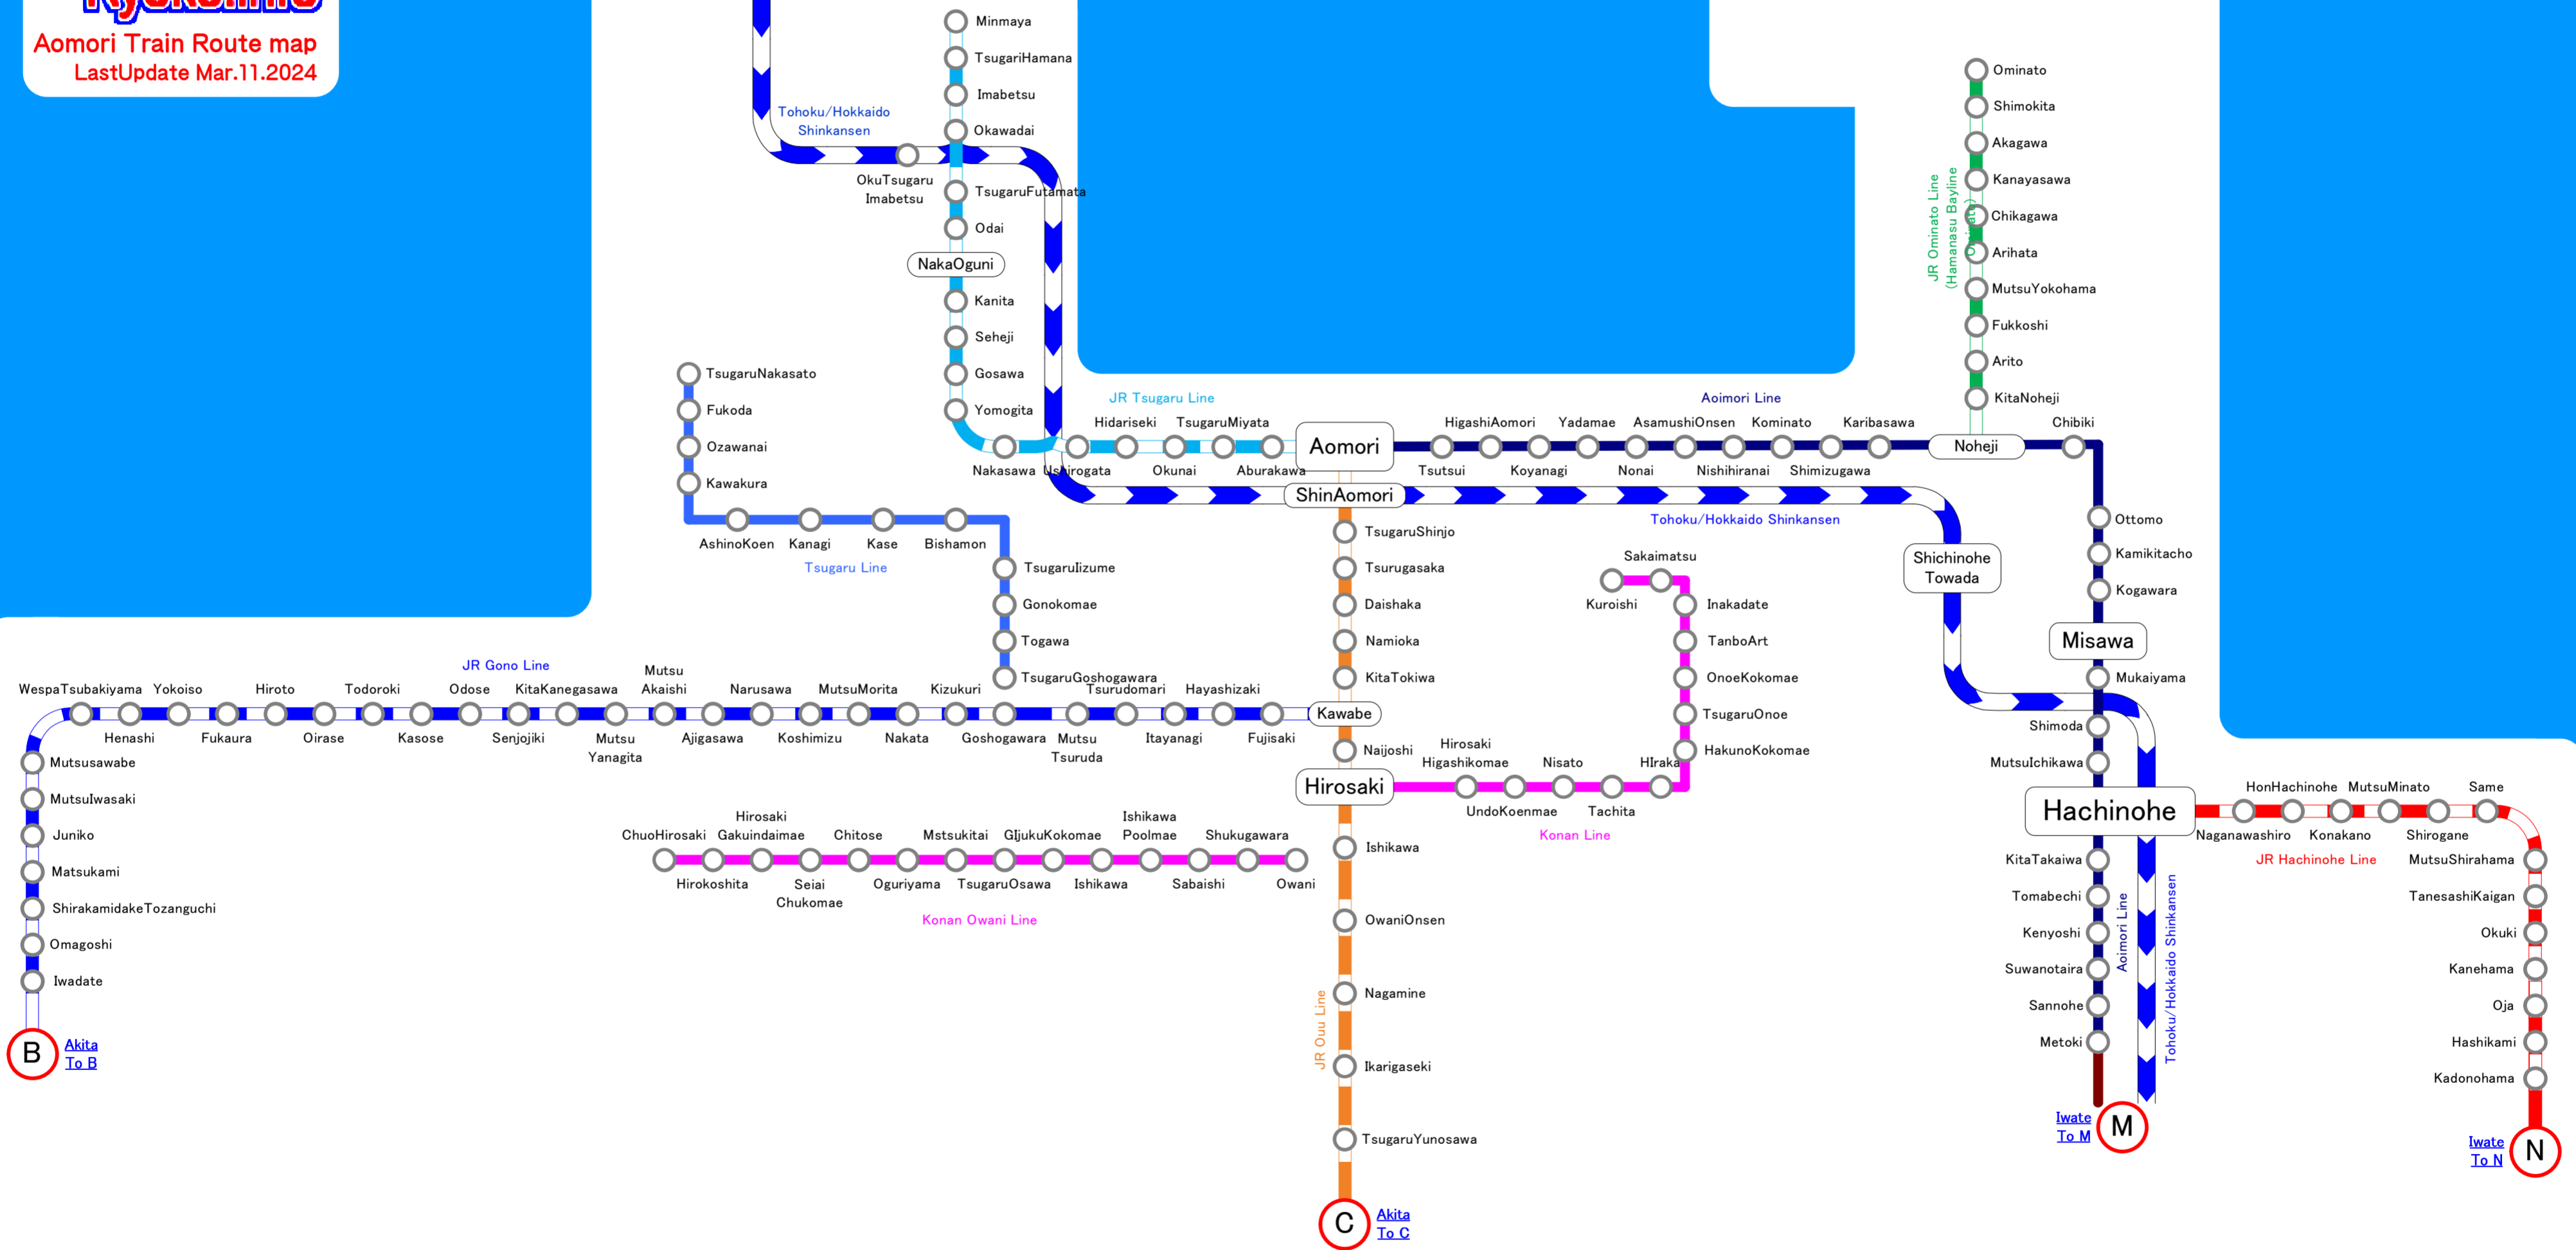 Aomori Train Route map
LastUpdate Mar.11.2024
Minmaya
TsugariHamana
Imabetsu
Okawadai
Tohoku/Hokkaido
Shinkansen
OkuTsugaru
Imabetsu
TsugaruFutamata
Odai
NakaOguni
Kanita
Seheji
Gosawa
Yomogita
Ominato
Shimokita
Akagawa
Kanayasawa
Chikagawa
Arihata
MutsuYokohama
Fukkoshi
Arito
KitaNoheji
JR Ominato Line
(Hamanasu Bayline
Ominato)
TsugaruNakasato
Fukoda
Ozawanai
Kawakura
AshinoKoen
Kanagi
Kase
Bishamon
Tsugaru Line
TsugaruIizume
Gonokomae
Togawa
TsugaruGoshogawara
JR Tsugaru Line
Hidariseki
TsugaruMiyata
Nakasawa
Ushirogata
Okunai
Aburakawa
Aomori
ShinAomori
Aoimori Line
HigashiAomori
Yadamae
AsamushiOnsen
Kominato
Karibasawa
Tsutsui
Koyanagi
Nonai
Nishihiranai
Shimizugawa
Noheji
Chibiki
Tohoku/Hokkaido Shinkansen
Ottomo
Kamikitacho
Kogawara
Shichinohe
Towada
Misawa
Mukaiyama
Shimoda
MutsuIchikawa
Hachinohe
TsugaruShinjo
Tsurugasaka
Daishaka
Namioka
KitaTokiwa
Kawabe
Naijoshi
Hirosaki
Sakaimatsu
Kuroishi
Inakadate
TanboArt
OnoeKokomae
TsugaruOnoe
HakunoKokomae
Hirosaki
Higashikomae
Nisato
HIraka
UndoKoenmae
Tachita
Konan Line
JR Gono Line
WespaTsubakiyama
Yokoiso
Hiroto
Todoroki
Odose
KitaKanegasawa
Mutsu
Akaishi
Narusawa
MutsuMorita
Kizukuri
Tsurudomari
Hayashizaki
Henashi
Fukaura
Oirase
Kasose
Senjojiki
Mutsu
Yanagita
Ajigasawa
Koshimizu
Nakata
Goshogawara
Mutsu
Tsuruda
Itayanagi
Fujisaki
Mutsusawabe
MutsuIwasaki
Juniko
Matsukami
ShirakamidakeTozanguchi
Omagoshi
Iwadate
B
Akita
To B
ChuoHirosaki
Hirosaki
Gakuindaimae
Chitose
Mstsukitai
GIjukuKokomae
Ishikawa
Poolmae
Shukugawara
Hirokoshita
Seiai
Chukomae
Oguriyama
TsugaruOsawa
Ishikawa
Sabaishi
Owani
Konan Owani Line
Ishikawa
OwaniOnsen
Nagamine
Ikarigaseki
TsugaruYunosawa
JR Ouu Line
C
Akita
To C
HonHachinohe
MutsuMinato
Same
Naganawashiro
Konakano
Shirogane
JR Hachinohe Line
MutsuShirahama
TanesashiKaigan
Okuki
Kanehama
Oja
Hashikami
Kadonohama
Iwate
To N
N
KitaTakaiwa
Tomabechi
Kenyoshi
Suwanotaira
Sannohe
Metoki
Aoimori Line
Tohoku/Hokkaido Shinkansen
Iwate
To M
M